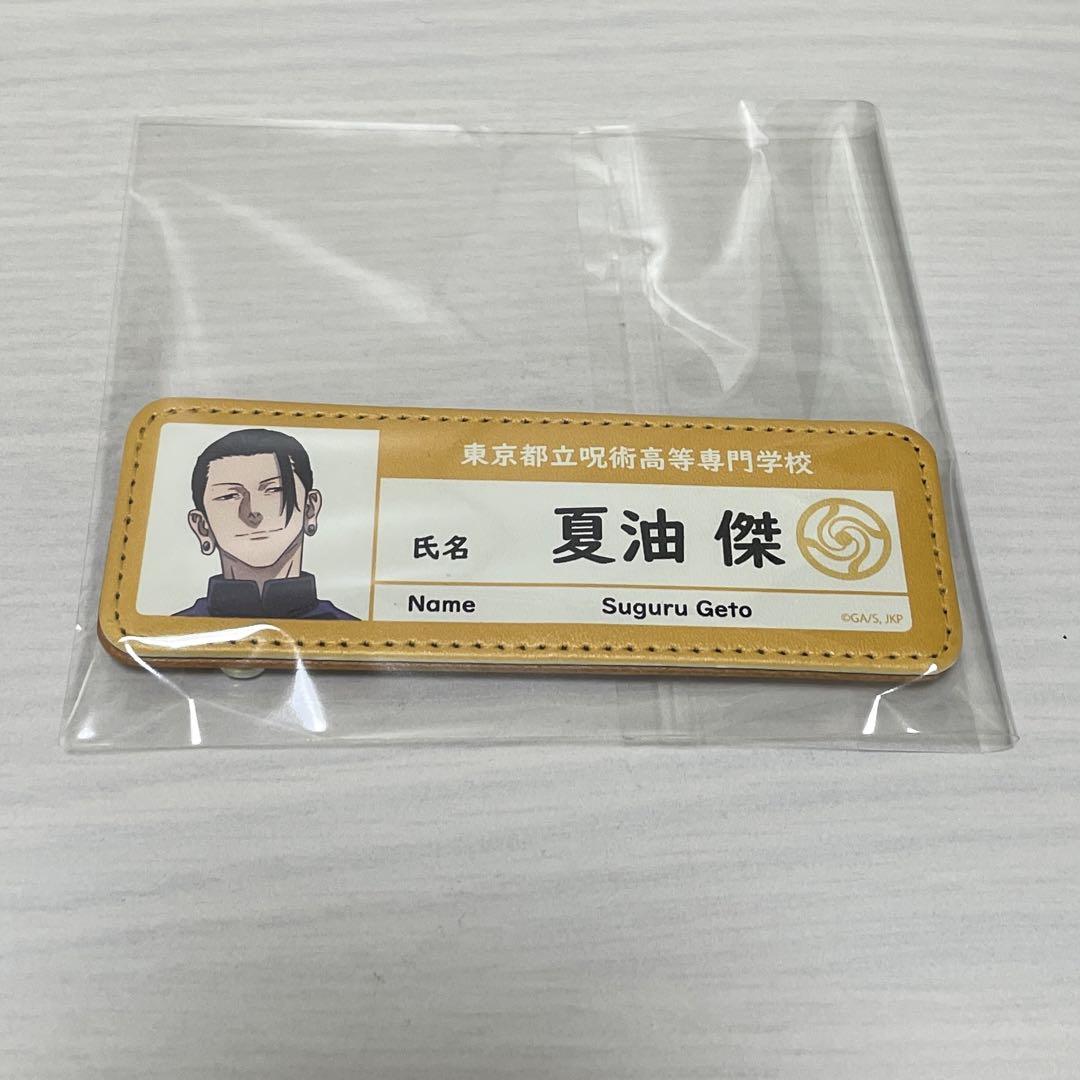 東京都立呪術高等専門学校
氏名 夏油 傑
Name Suguru Geto
©GA/S, JKP